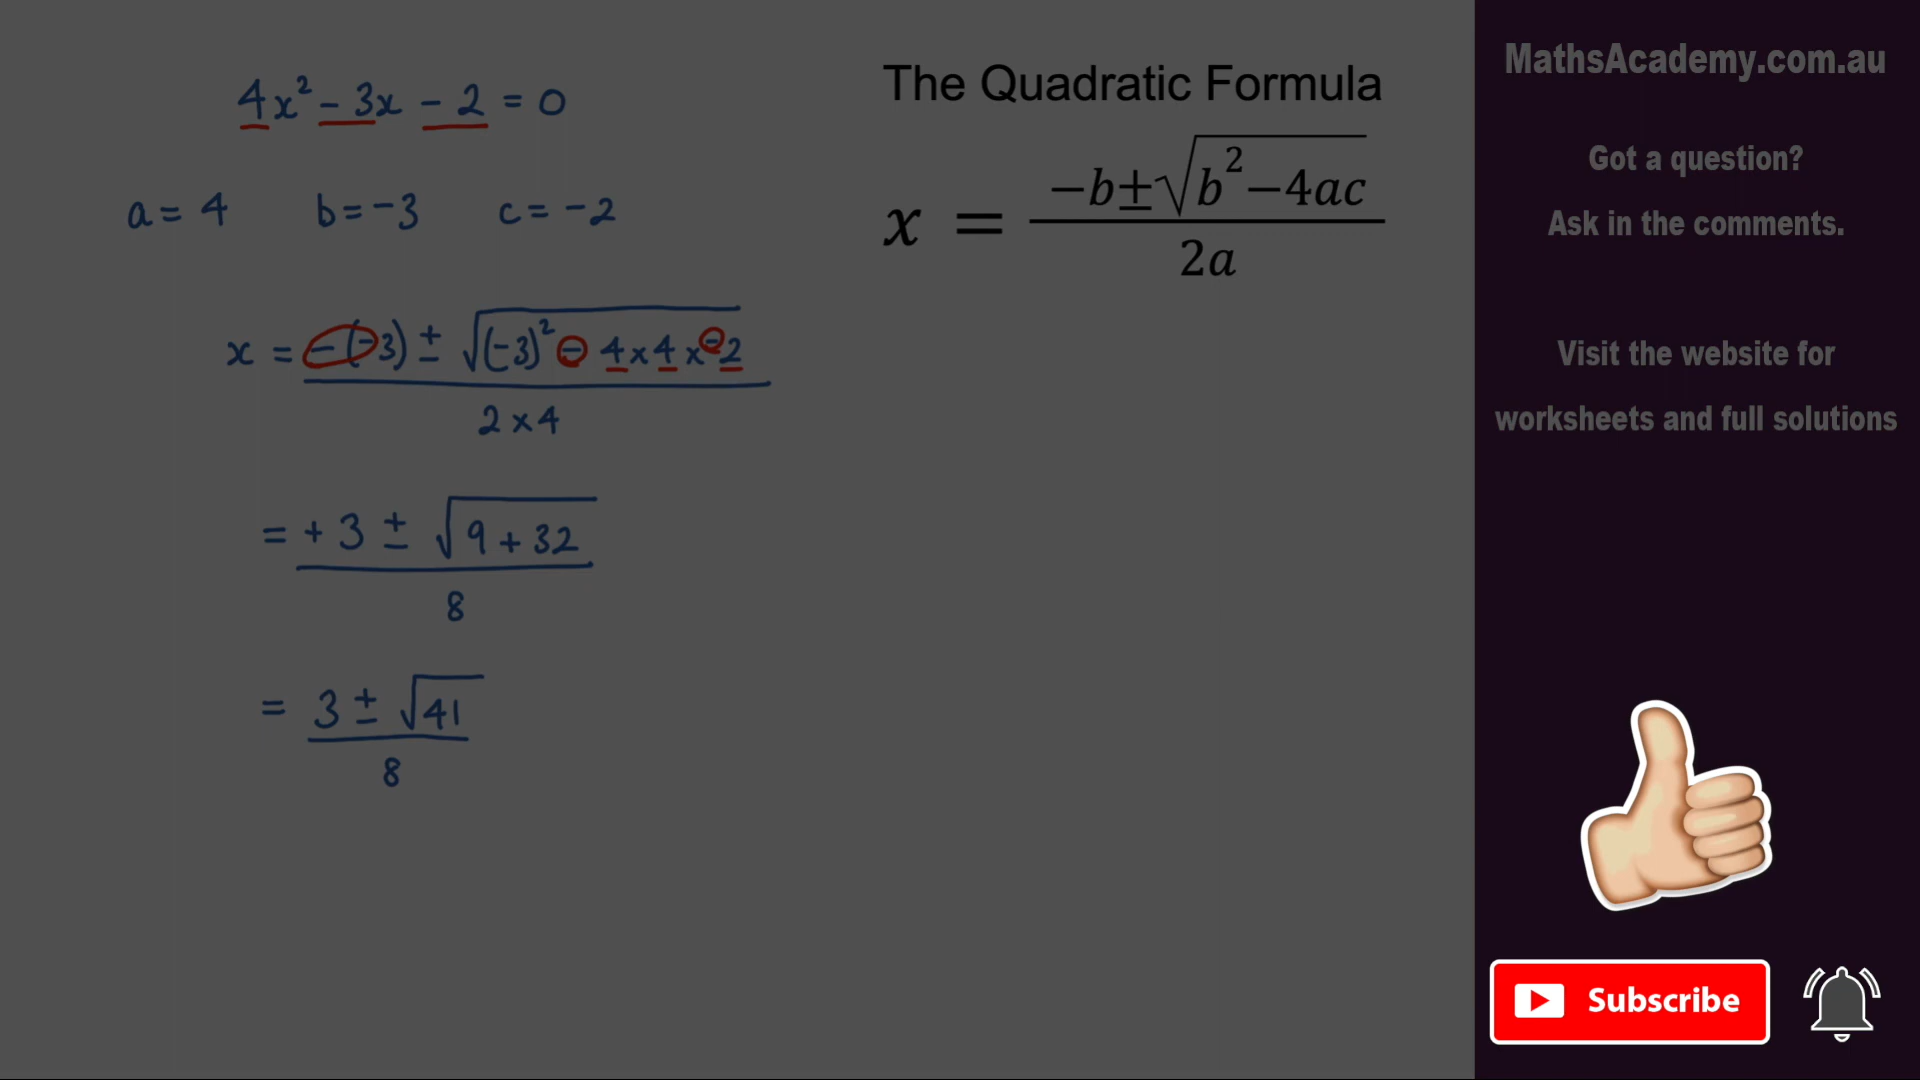 4x² - 3x - 2 = 0
a = 4 b = -3 c = -2
x = -(-3) ± √(-3)² - 4 x 4 x -2
2 x 4
= + 3 ± √9 + 32
8
= 3 ± √41
8
The Quadratic Formula
x = −b±√b²−4ac
2a
MathsAcademy.com.au
Got a question?
Ask in the comments.
Visit the website for
worksheets and full solutions
Subscribe